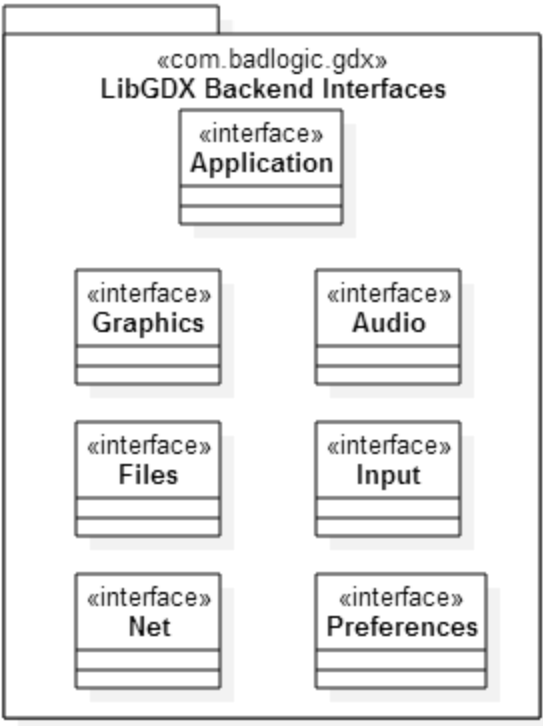 «com.badlogic.gdx»
LibGDX Backend Interfaces
«interface»
Application
«interface»
Graphics
«interface»
Audio
«interface»
Files
«interface»
Input
«interface»
Net
«interface»
Preferences